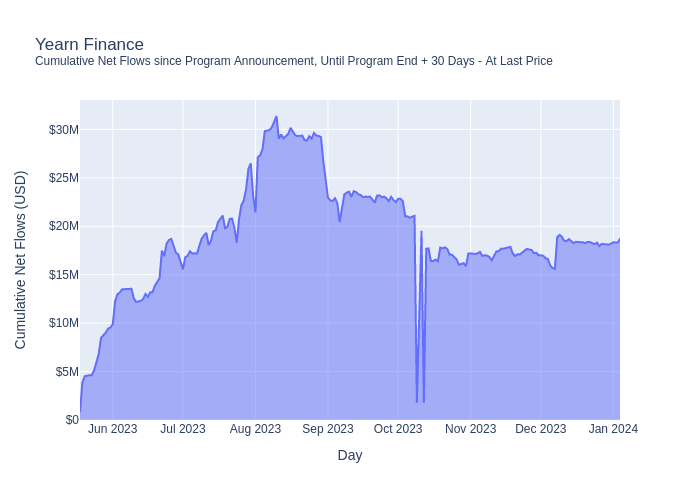 Yearn Finance
Cumulative Net Flows since Program Announcement, Until Program End + 30 Days - At Last Price
Cumulative Net Flows (USD)
$30M
$25M
$20M
$15M
$10M
$5M
$0
Jun 2023
Jul 2023
Aug 2023
Sep 2023
Oct 2023
Nov 2023
Dec 2023
Jan 2024
Day